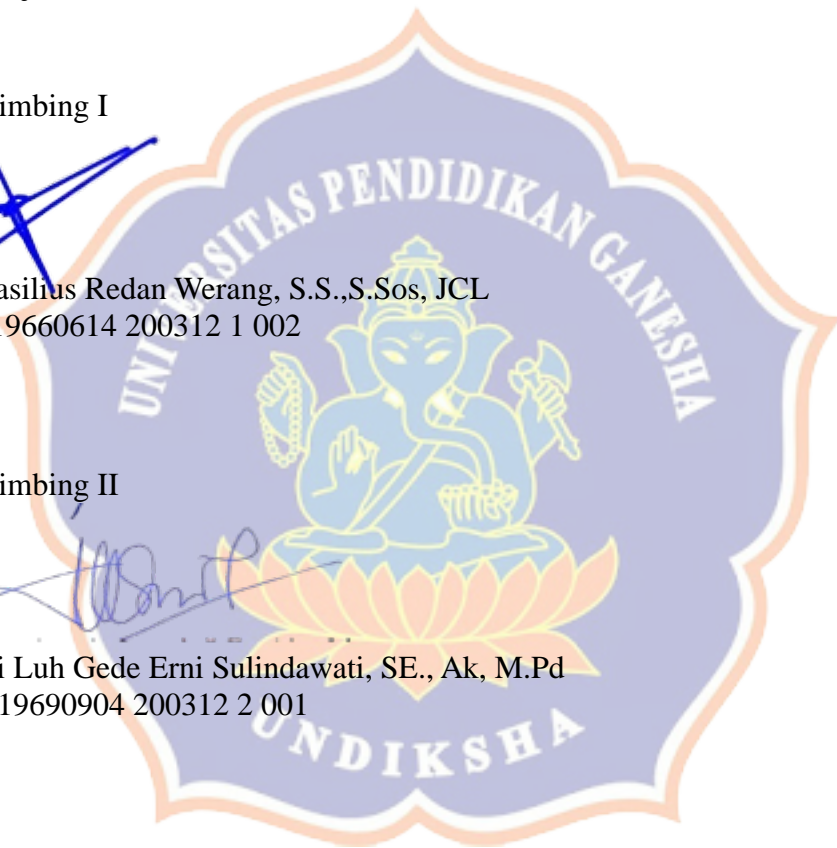 imbing I
asilius Redan Werang, S.S.,S.Sos, JCL
19660614 200312 1 002
imbing II
i Luh Gede Erni Sulindawati, SE., Ak, M.Pd
19690904 200312 2 001
UNIVERSITAS PENDIDIKAN GANESHA
UNDIKSHA